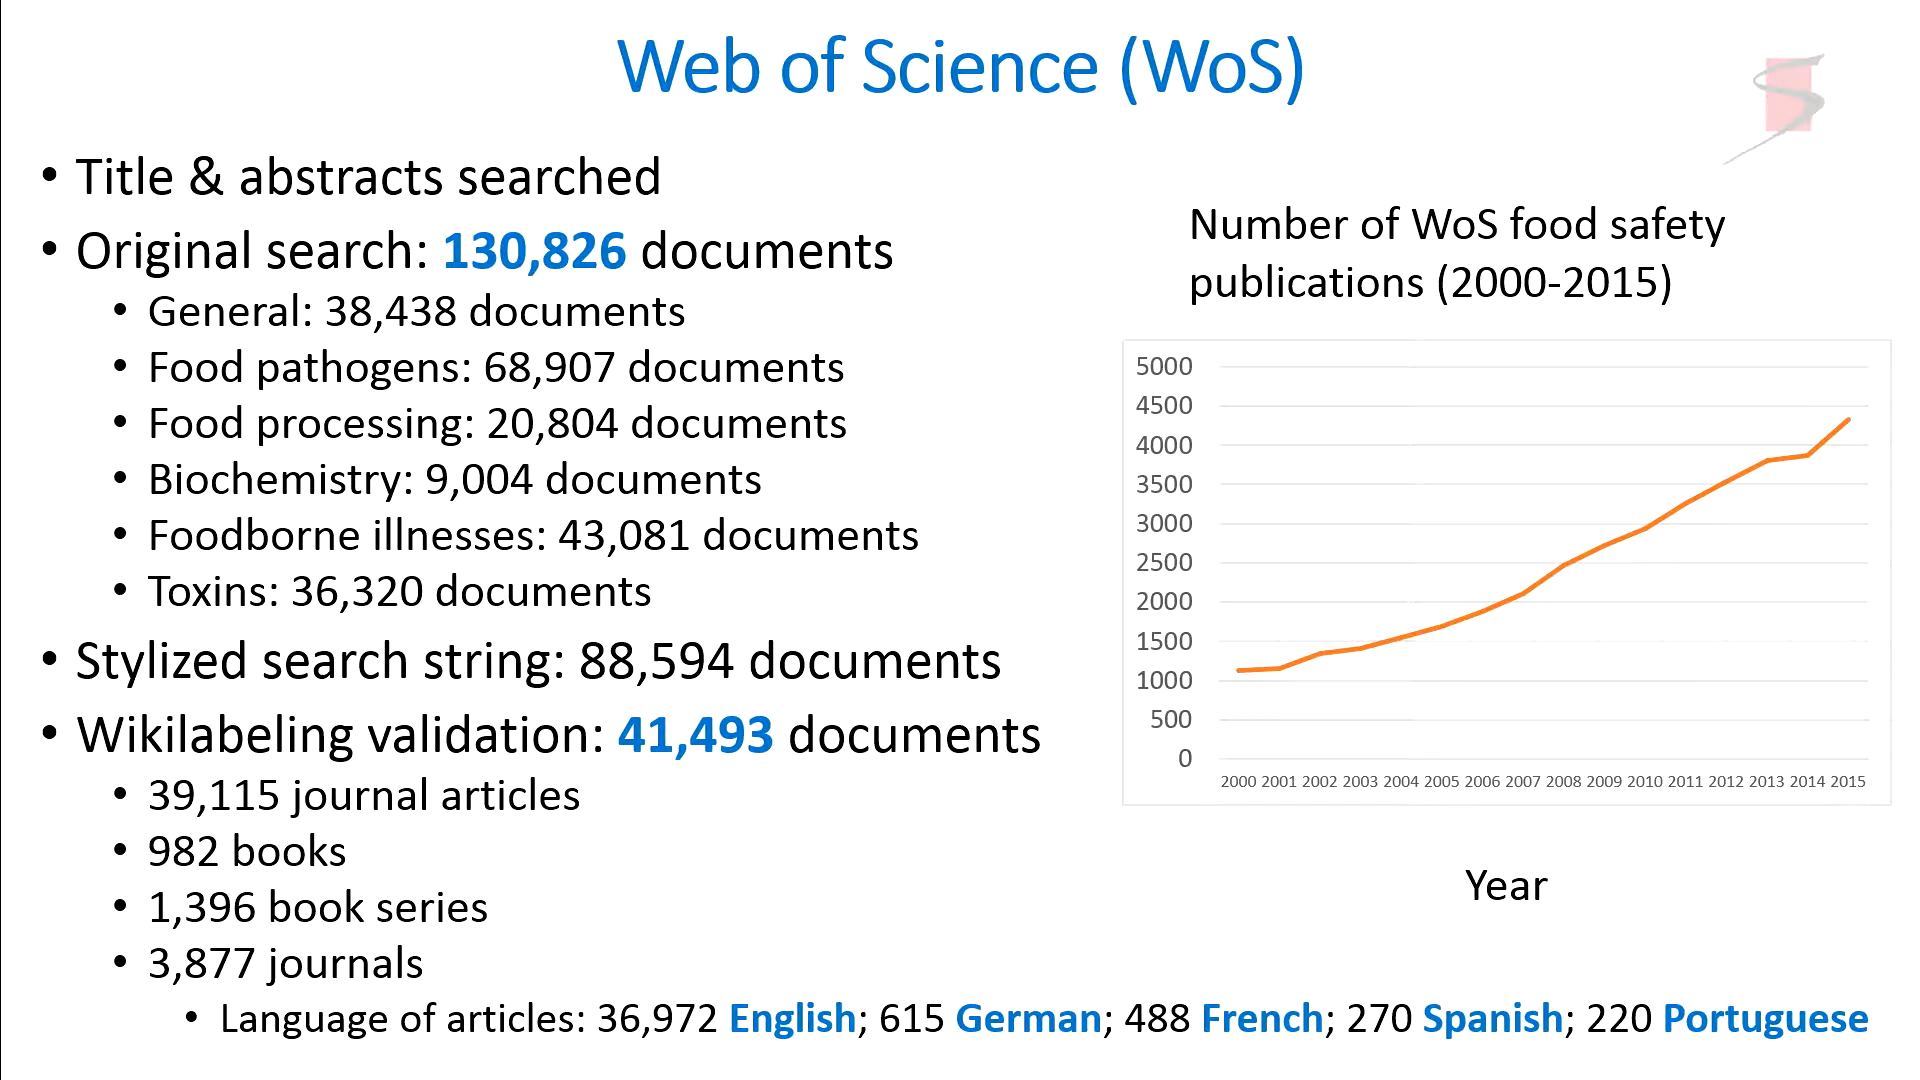 Web of Science (WoS)
• Title & abstracts searched
• Original search: 130,826 documents
• General: 38,438 documents
• Food pathogens: 68,907 documents
• Food processing: 20,804 documents
• Biochemistry: 9,004 documents
• Foodborne illnesses: 43,081 documents
• Toxins: 36,320 documents
• Stylized search string: 88,594 documents
• Wikilabeling validation: 41,493 documents
• 39,115 journal articles
• 982 books
• 1,396 book series
• 3,877 journals
• Language of articles: 36,972 English; 615 German; 488 French; 270 Spanish; 220 Portuguese
Number of WoS food safety
publications (2000-2015)
5000
4500
4000
3500
3000
2500
2000
1500
1000
500
0
2000 2001 2002 2003 2004 2005 2006 2007 2008 2009 2010 2011 2012 2013 2014 2015
Year